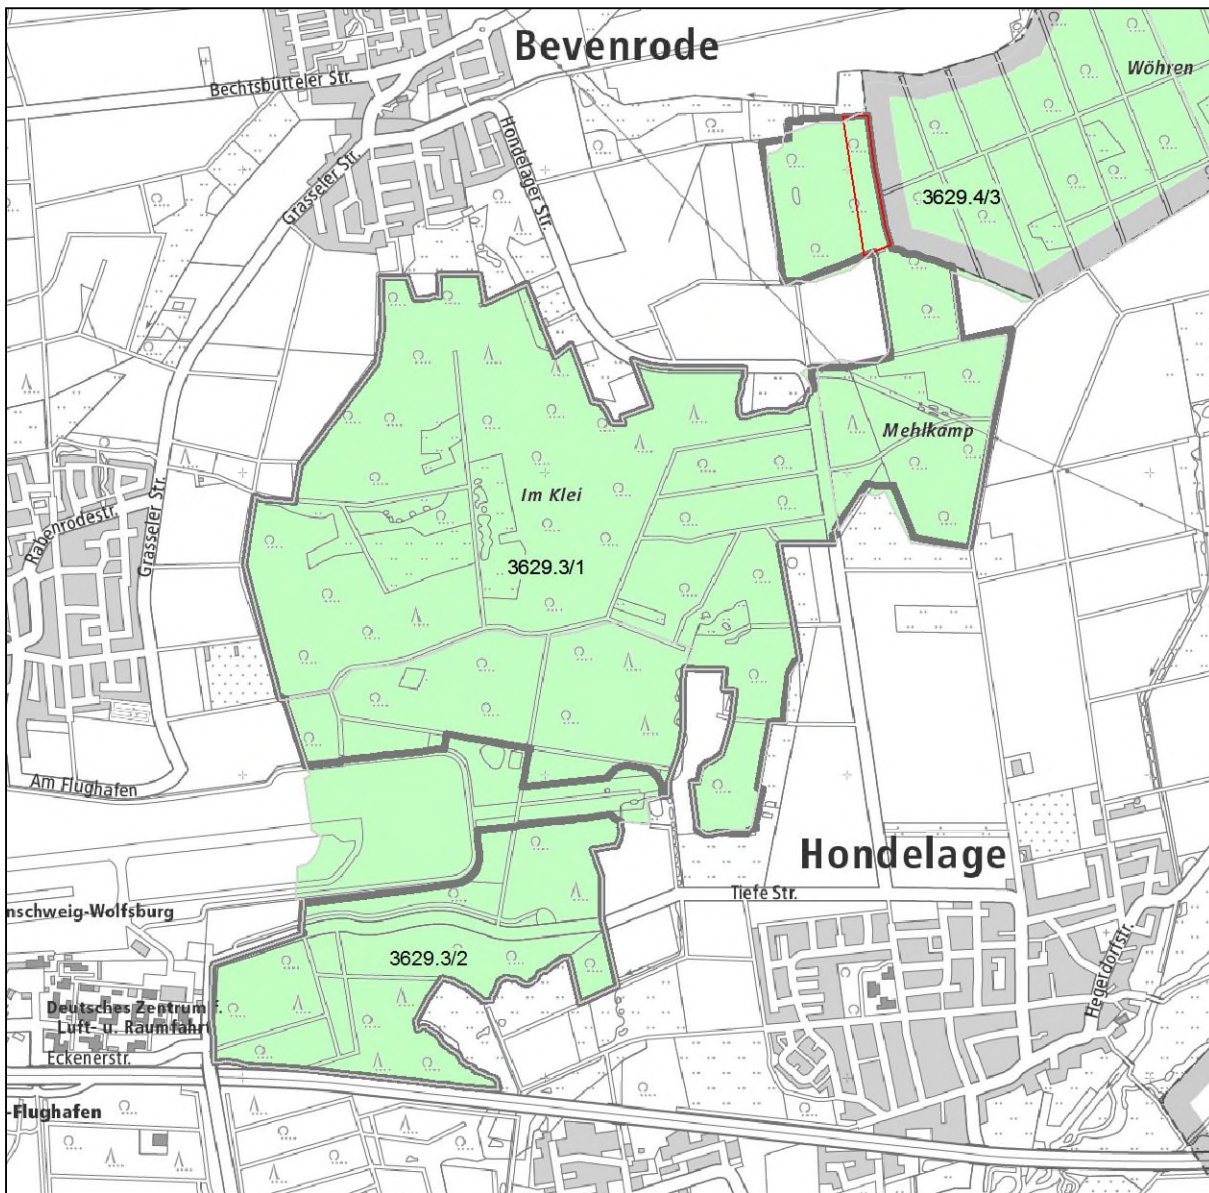 Bevenrode
Wöhren
Bechtsbütteler Str.
Hondelager Str.
Grasseler Str.
3629.4/3
Mehlkamp
Im Klei
Rabenrodestr.
Grasseler Str.
3629.3/1
Am Flughafen
Hondelage
Tiefe Str.
nschweig-Wolfsburg
3629.3/2
Hegerdorfstr.
Deutsches Zentrum f.
Luft- u. Raumfahrt
Eckenerstr.
-Flughafen